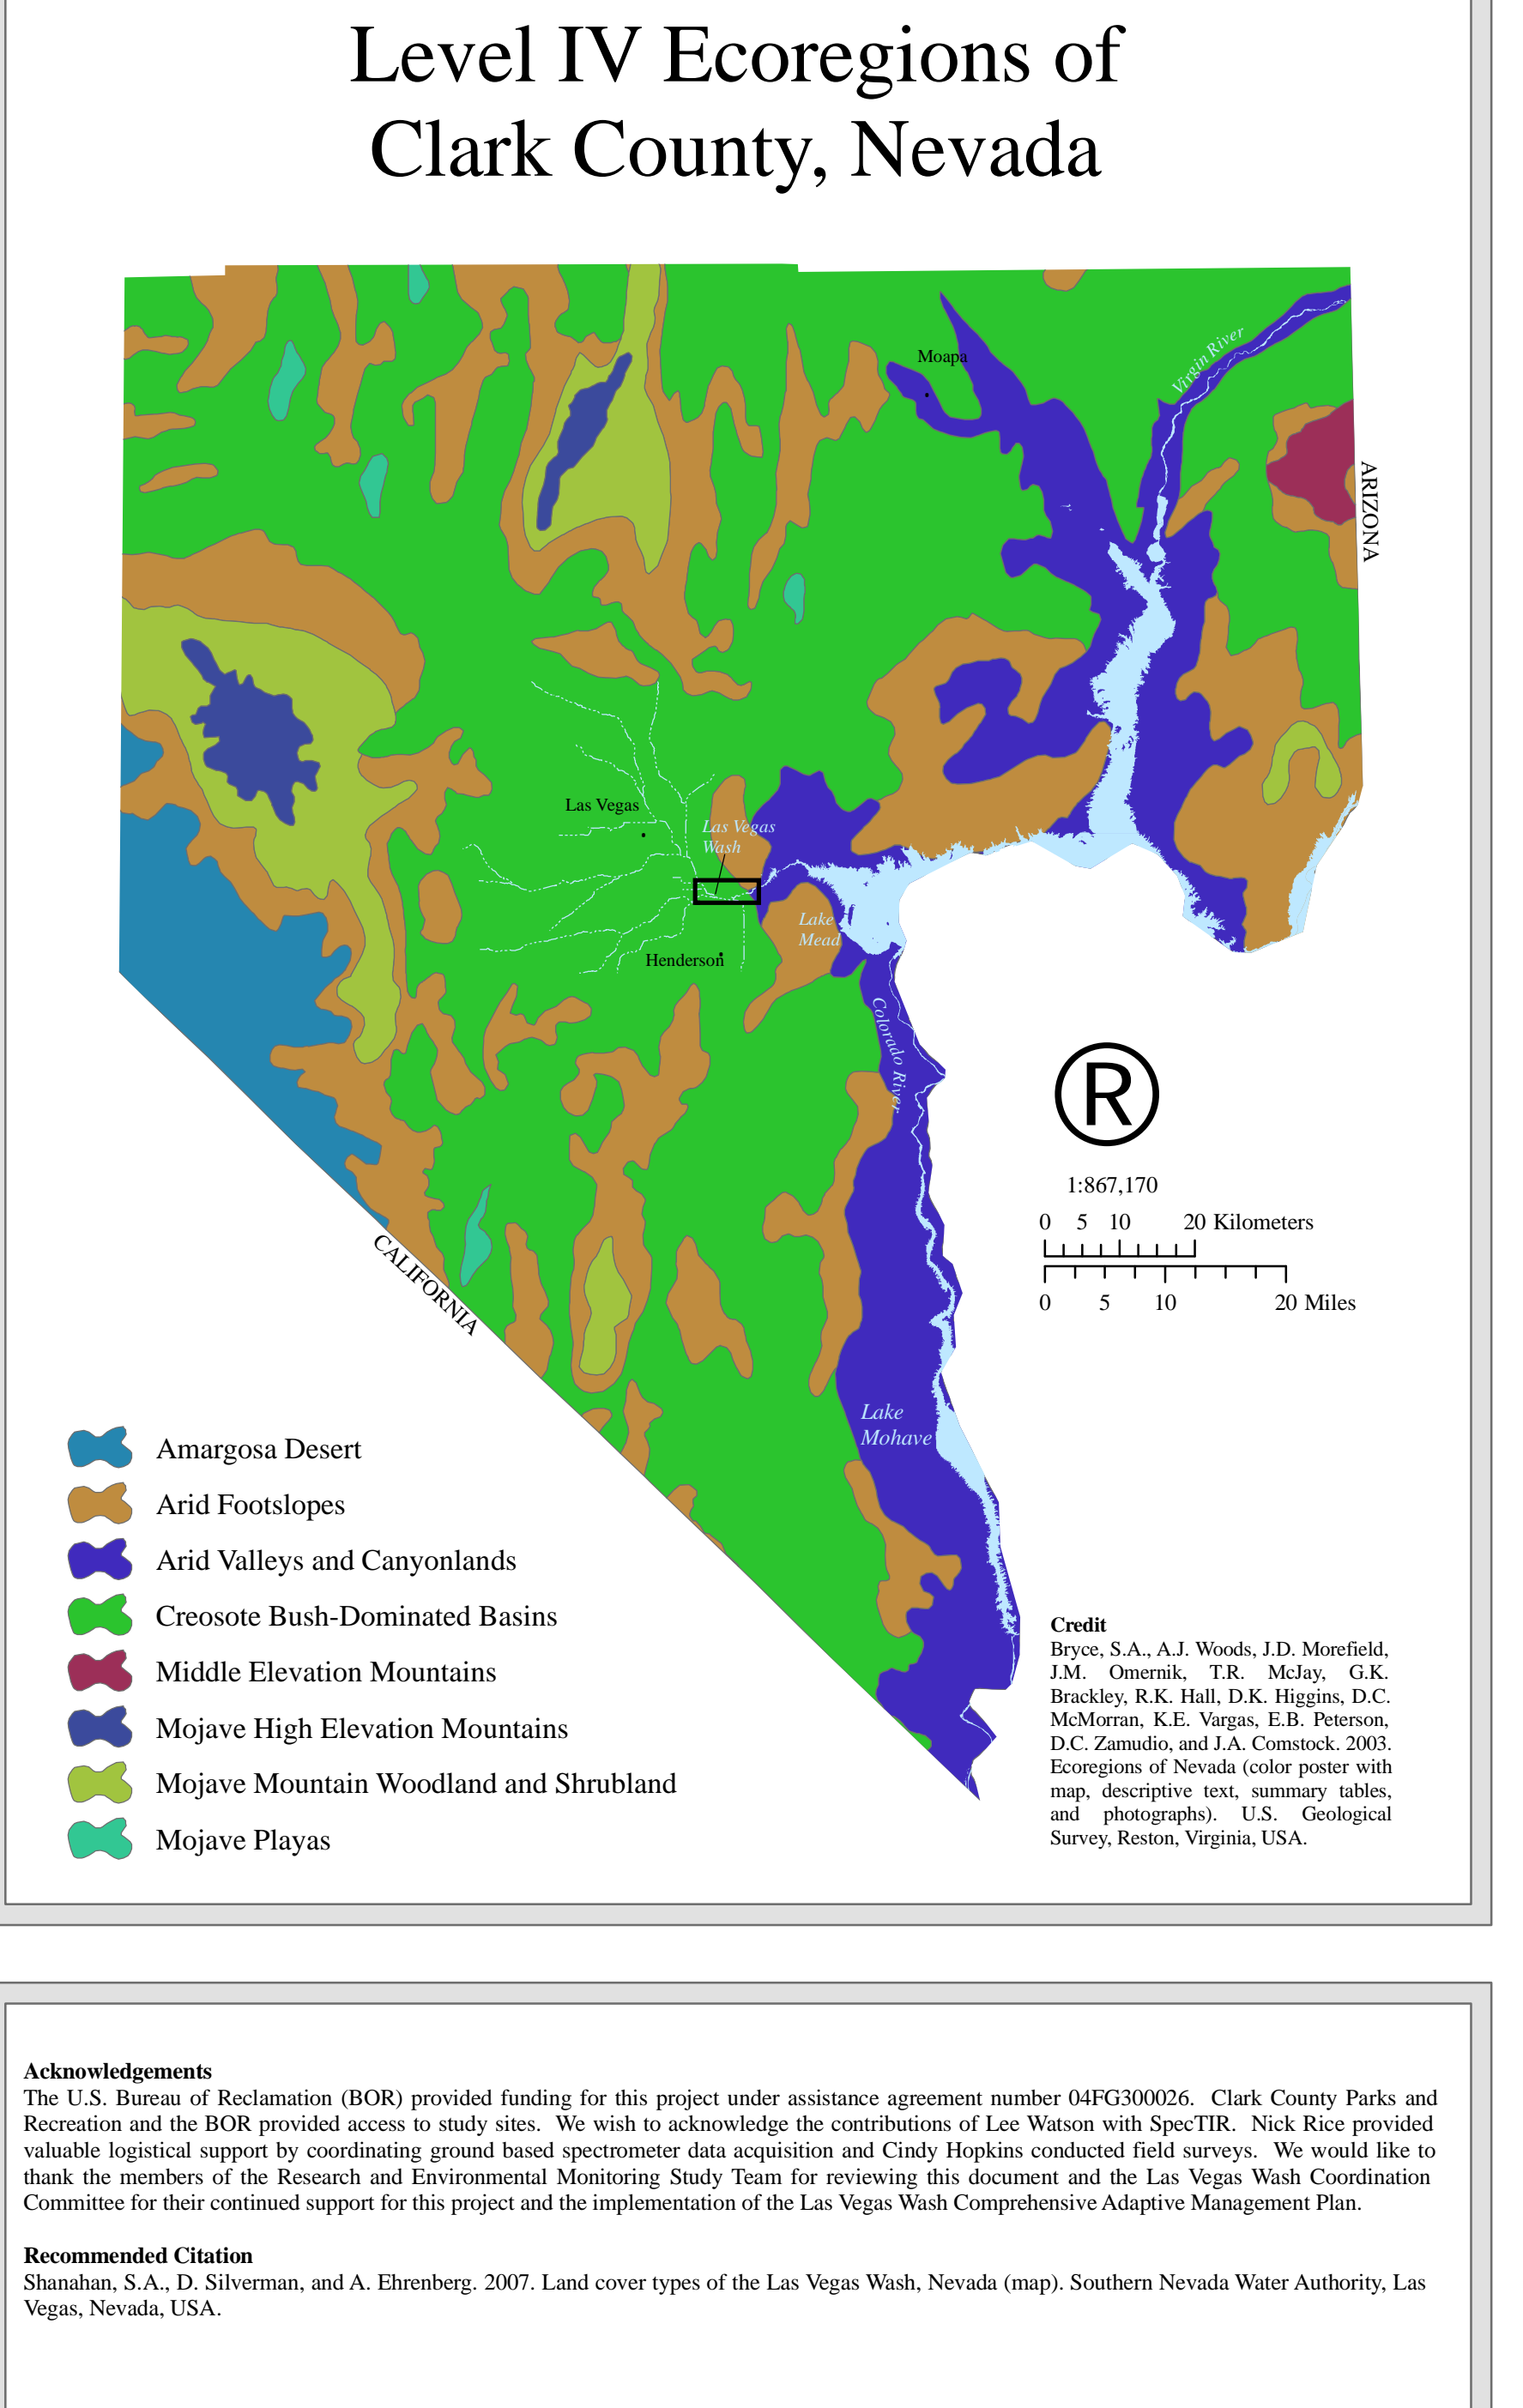 Level IV Ecoregions of
Clark County, Nevada
Moapa
Virgin River
ARIZONA
Las Vegas
Las Vegas
Wash
Lake
Mead
Henderson
Colorado River
®
1:867,170
0 5 10 20 Kilometers
0 5 10 20 Miles
CALIFORNIA
Lake
Mohave
Amargosa Desert
Arid Footslopes
Arid Valleys and Canyonlands
Creosote Bush-Dominated Basins
Middle Elevation Mountains
Mojave High Elevation Mountains
Mojave Mountain Woodland and Shrubland
Mojave Playas
Credit
Bryce, S.A., A.J. Woods, J.D. Morefield,
J.M. Omernik, T.R. McJay, G.K.
Brackley, R.K. Hall, D.K. Higgins, D.C.
McMorran, K.E. Vargas, E.B. Peterson,
D.C. Zamudio, and J.A. Comstock. 2003.
Ecoregions of Nevada (color poster with
map, descriptive text, summary tables,
and photographs). U.S. Geological
Survey, Reston, Virginia, USA.
Acknowledgements
The U.S. Bureau of Reclamation (BOR) provided funding for this project under assistance agreement number 04FG300026. Clark County Parks and
Recreation and the BOR provided access to study sites. We wish to acknowledge the contributions of Lee Watson with SpecTIR. Nick Rice provided
valuable logistical support by coordinating ground based spectrometer data acquisition and Cindy Hopkins conducted field surveys. We would like to
thank the members of the Research and Environmental Monitoring Study Team for reviewing this document and the Las Vegas Wash Coordination
Committee for their continued support for this project and the implementation of the Las Vegas Wash Comprehensive Adaptive Management Plan.
Recommended Citation
Shanahan, S.A., D. Silverman, and A. Ehrenberg. 2007. Land cover types of the Las Vegas Wash, Nevada (map). Southern Nevada Water Authority, Las
Vegas, Nevada, USA.